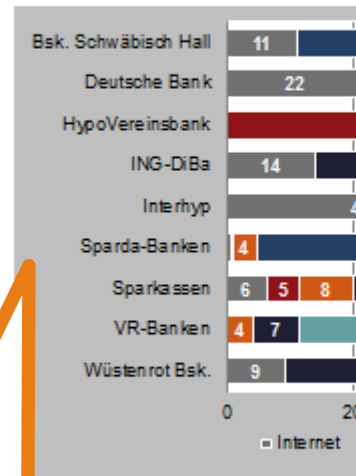 Bsk. Schwäbisch Hall 11
Deutsche Bank 22
HypoVereinsbank
ING-DiBa 14
Interhyp
Sparda-Banken 4
Sparkassen 6 5 8
VR-Banken 4 7
Wüstenrot Bsk. 9
0
Internet